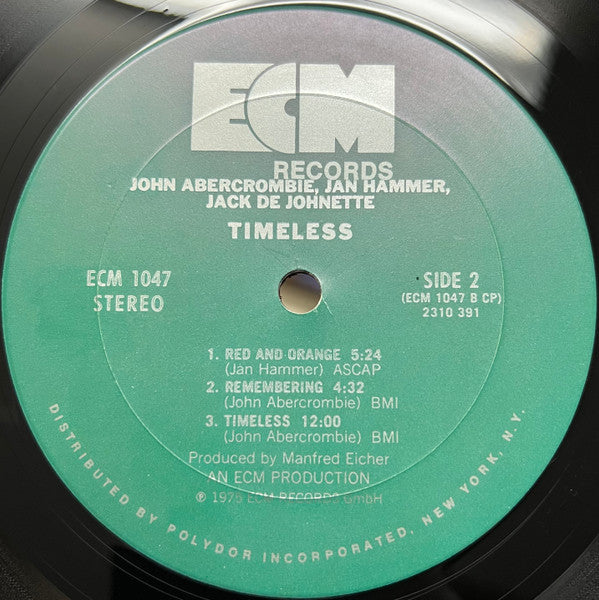 ECM
RECORDS
JOHN ABERCROMBIE, JAN HAMMER,
JACK DE JOHNETTE
TIMELESS
ECM 1047
STEREO
SIDE 2
(ECM 1047 B CP)
2310 391
1. RED AND ORANGE 5:24
(Jan Hammer) ASCAP
2. REMEMBERING 4:32
(John Abercrombie) BMI
3. TIMELESS 12:00
(John Abercrombie) BMI
Produced by Manfred Eicher
AN ECM PRODUCTION
℗ 1975 ECM RECORDS GmbH
DISTRIBUTED BY POLYDOR INCORPORATED, NEW YORK, N.Y.